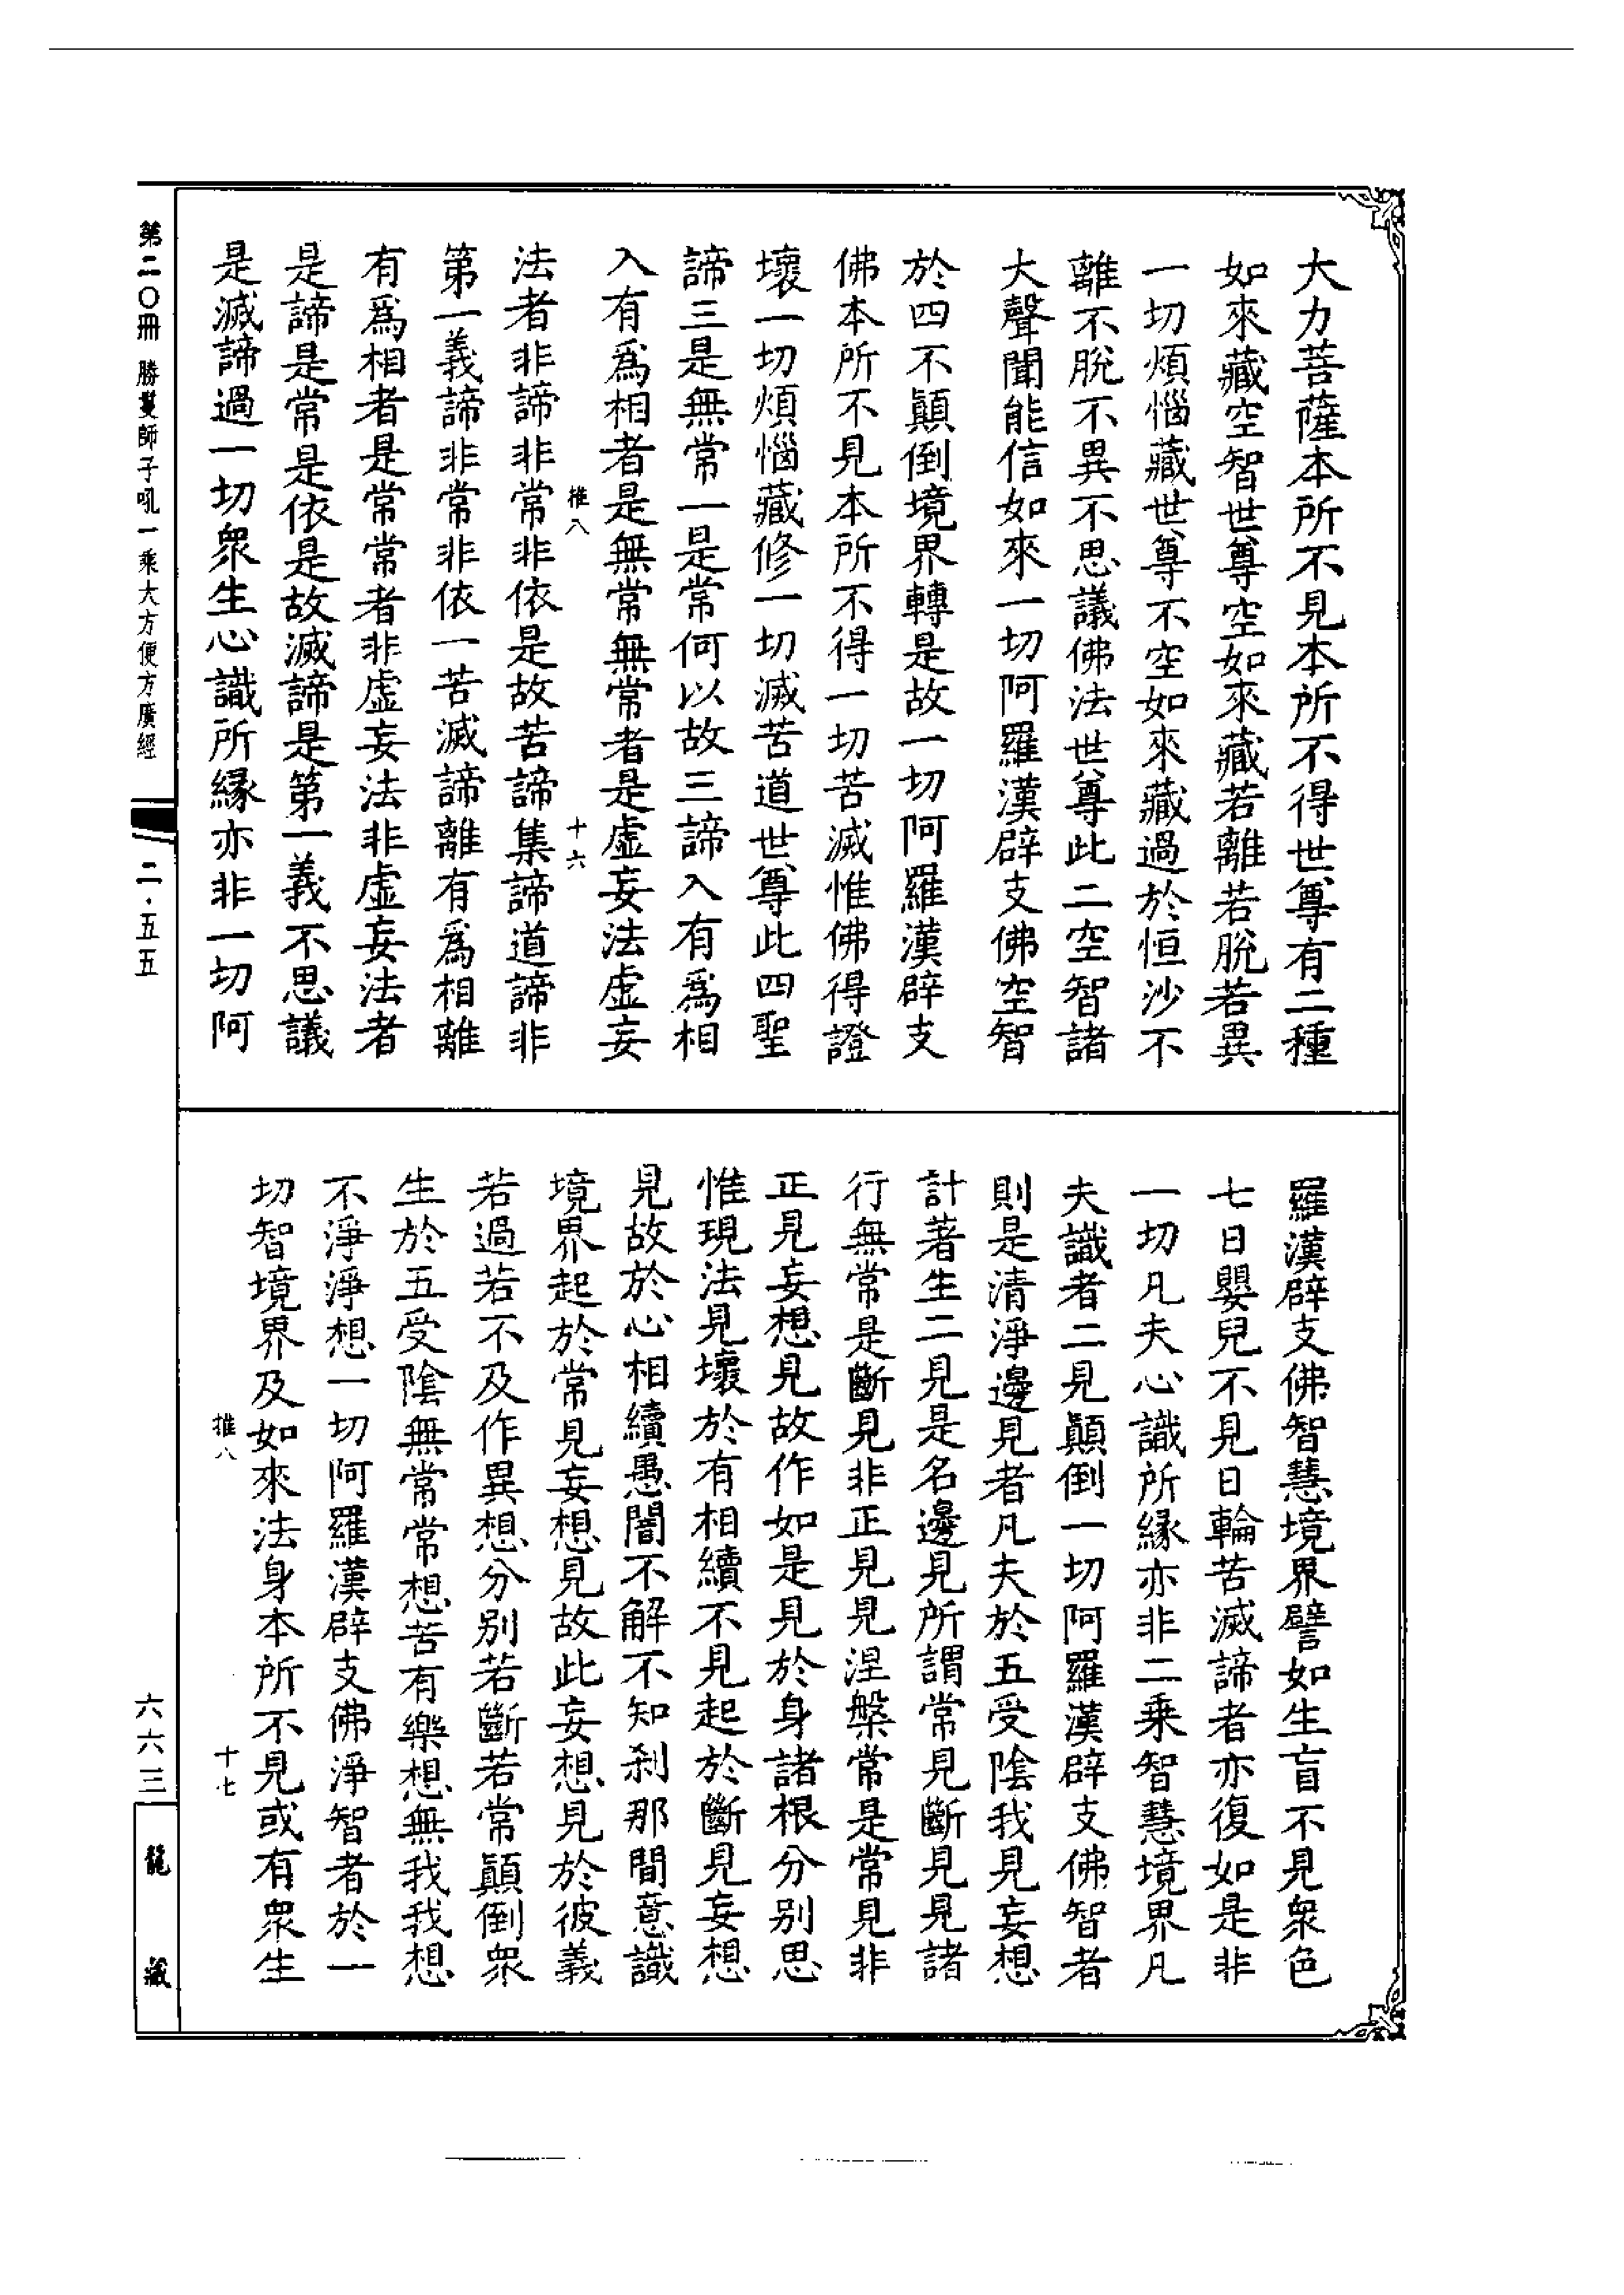 大力菩薩本所不見本所不得世尊有二種
如來藏空智世尊空如來藏若離若脫若異
一切煩惱藏世尊不空如來藏過於恒沙不
離不脫不異不思議佛法世尊此二空智諸
大聲聞能信如來一切阿羅漢辟支佛空智
於四不顚倒境界轉是故一切阿羅漢辟支
佛本所不見本所不得一切苦滅惟佛得證
壞一切煩惱藏修一切滅苦道世尊此四聖
諦三是無常一是常何以故三諦入有爲相
入有爲相者是無常無常者是虛妄法虛妄
推八
十六
法者非諦非常非依是故苦諦集諦道諦非
第一義諦非常非依一苦滅諦離有爲相離
有爲相者是常常者非虛妄法非虛妄法者
是諦是常是依是故滅諦是第一義不思議
是滅諦過一切衆生心識所緣亦非一切阿
羅漢辟支佛智慧境界譬如生盲不見衆色
七日嬰兒不見日輪苦滅諦者亦復如是非
一切凡夫心識所緣亦非二乘智慧境界凡
夫識者二見顚倒一切阿羅漢辟支佛智者
則是清淨邊見者凡夫於五受陰我見妄想
計著生二見是名邊見所謂常見斷見見諸
行無常是斷見非正見見涅槃常是常見非
正見妄想見故作如是見於身諸根分別思
惟現法見壞於有相續不見起於斷見妄想
見故於心相續愚闇不解不知刹那間意識
境界起於常見妄想見故此妄想見於彼義
若過若不及作異想分別若斷若常顚倒衆
生於五受陰無常常想苦有樂想無我我想
不淨淨想一切阿羅漢辟支佛淨智者於一
切智境界及如來法身本所不見或有衆生
推八
十七
第二〇冊 勝鬘師子吼一乘大方便方廣經
二·五五
六六三
龍藏